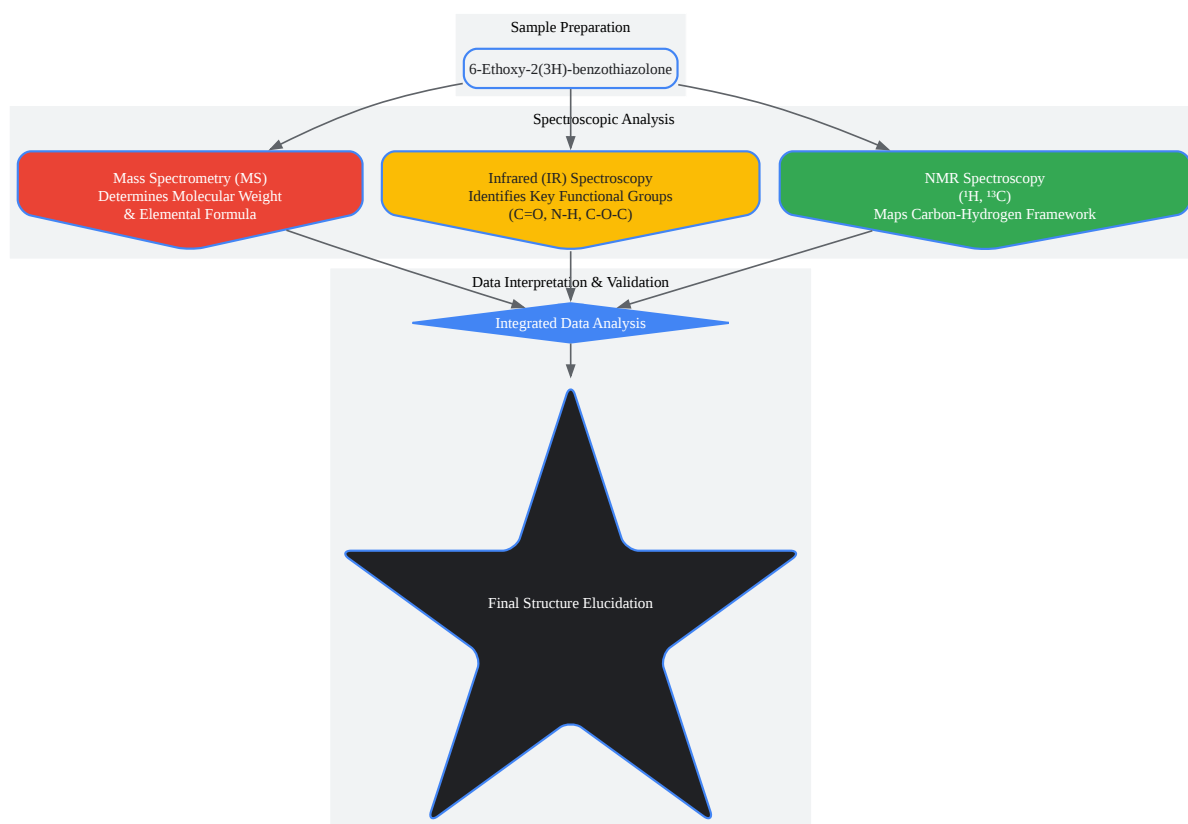 Sample Preparation
6-Ethoxy-2(3H)-benzothiazolone
Spectroscopic Analysis
Mass Spectrometry (MS)
Determines Molecular Weight
& Elemental Formula
Infrared (IR) Spectroscopy
Identifies Key Functional Groups
(C=O, N-H, C-O-C)
NMR Spectroscopy
(¹H, ¹³C)
Maps Carbon-Hydrogen Framework
Data Interpretation & Validation
Integrated Data Analysis
Final Structure Elucidation